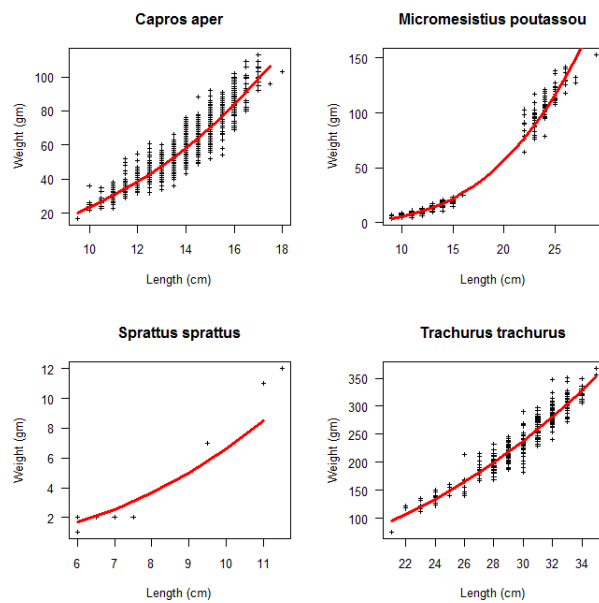 Capros aper
Weight (gm)
100
80
60
40
20
10 12 14 16 18
Length (cm)
Micromesistius poutassou
Weight (gm)
150
100
50
0
10 15 20 25
Length (cm)
Sprattus sprattus
Weight (gm)
12
10
8
6
4
2
6 7 8 9 10 11
Length (cm)
Trachurus trachurus
Weight (gm)
350
300
250
200
150
100
22 24 26 28 30 32 34
Length (cm)